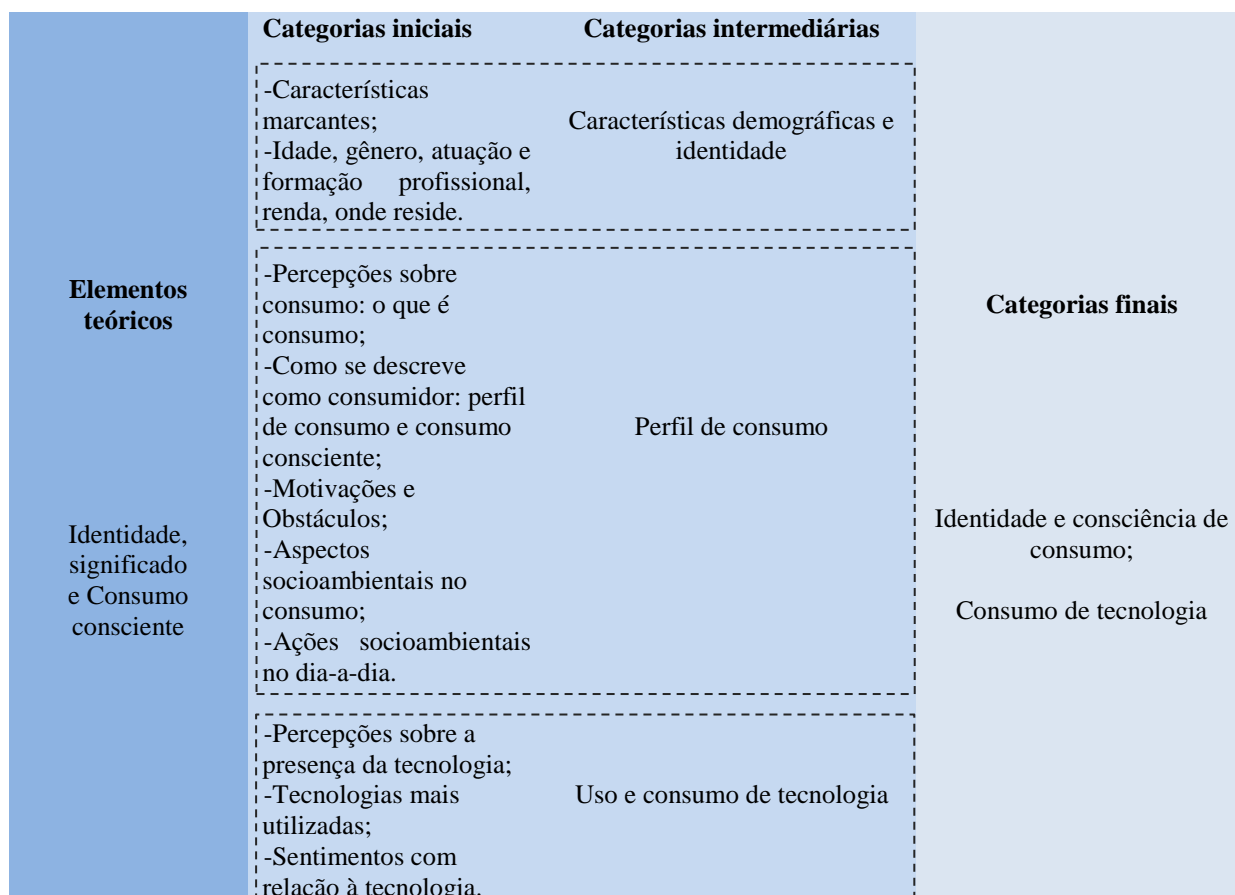 Categorias iniciais
Categorias intermediárias
-Características
marcantes;
-Idade, gênero, atuação e
formação profissional,
renda, onde reside.
Características demográficas e
identidade
Elementos
teóricos
-Percepções sobre
consumo: o que é
consumo;
-Como se descreve
como consumidor: perfil
de consumo e consumo
consciente;
-Motivações e
Obstáculos;
-Aspectos
socioambientais no
consumo;
-Ações socioambientais
no dia-a-dia.
Perfil de consumo
Categorias finais
Identidade,
significado
e Consumo
consciente
Identidade e consciência de
consumo;
Consumo de tecnologia
-Percepções sobre a
presença da tecnologia;
-Tecnologias mais
utilizadas;
-Sentimentos com
relação à tecnologia.
Uso e consumo de tecnologia